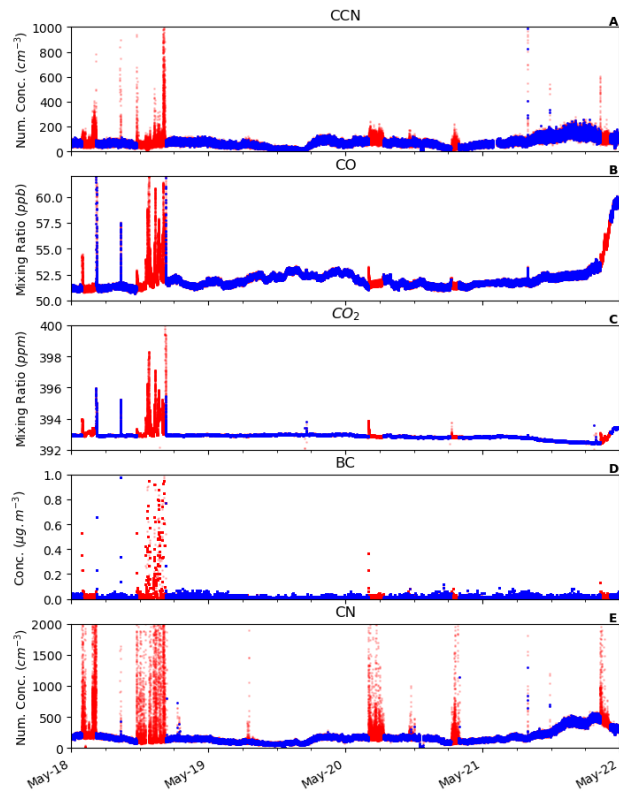 CCN
A
Num. Conc. (cm⁻³)
1000
800
600
400
200
0
CO
B
Mixing Ratio (ppb)
60.0
57.5
55.0
52.5
50.0
CO₂
C
Mixing Ratio (ppm)
400
398
396
394
392
BC
D
Conc. (μg.m⁻³)
1.0
0.8
0.6
0.4
0.2
0.0
CN
E
Num. Conc. (cm⁻³)
2000
1500
1000
500
0
May-18
May-19
May-20
May-21
May-22